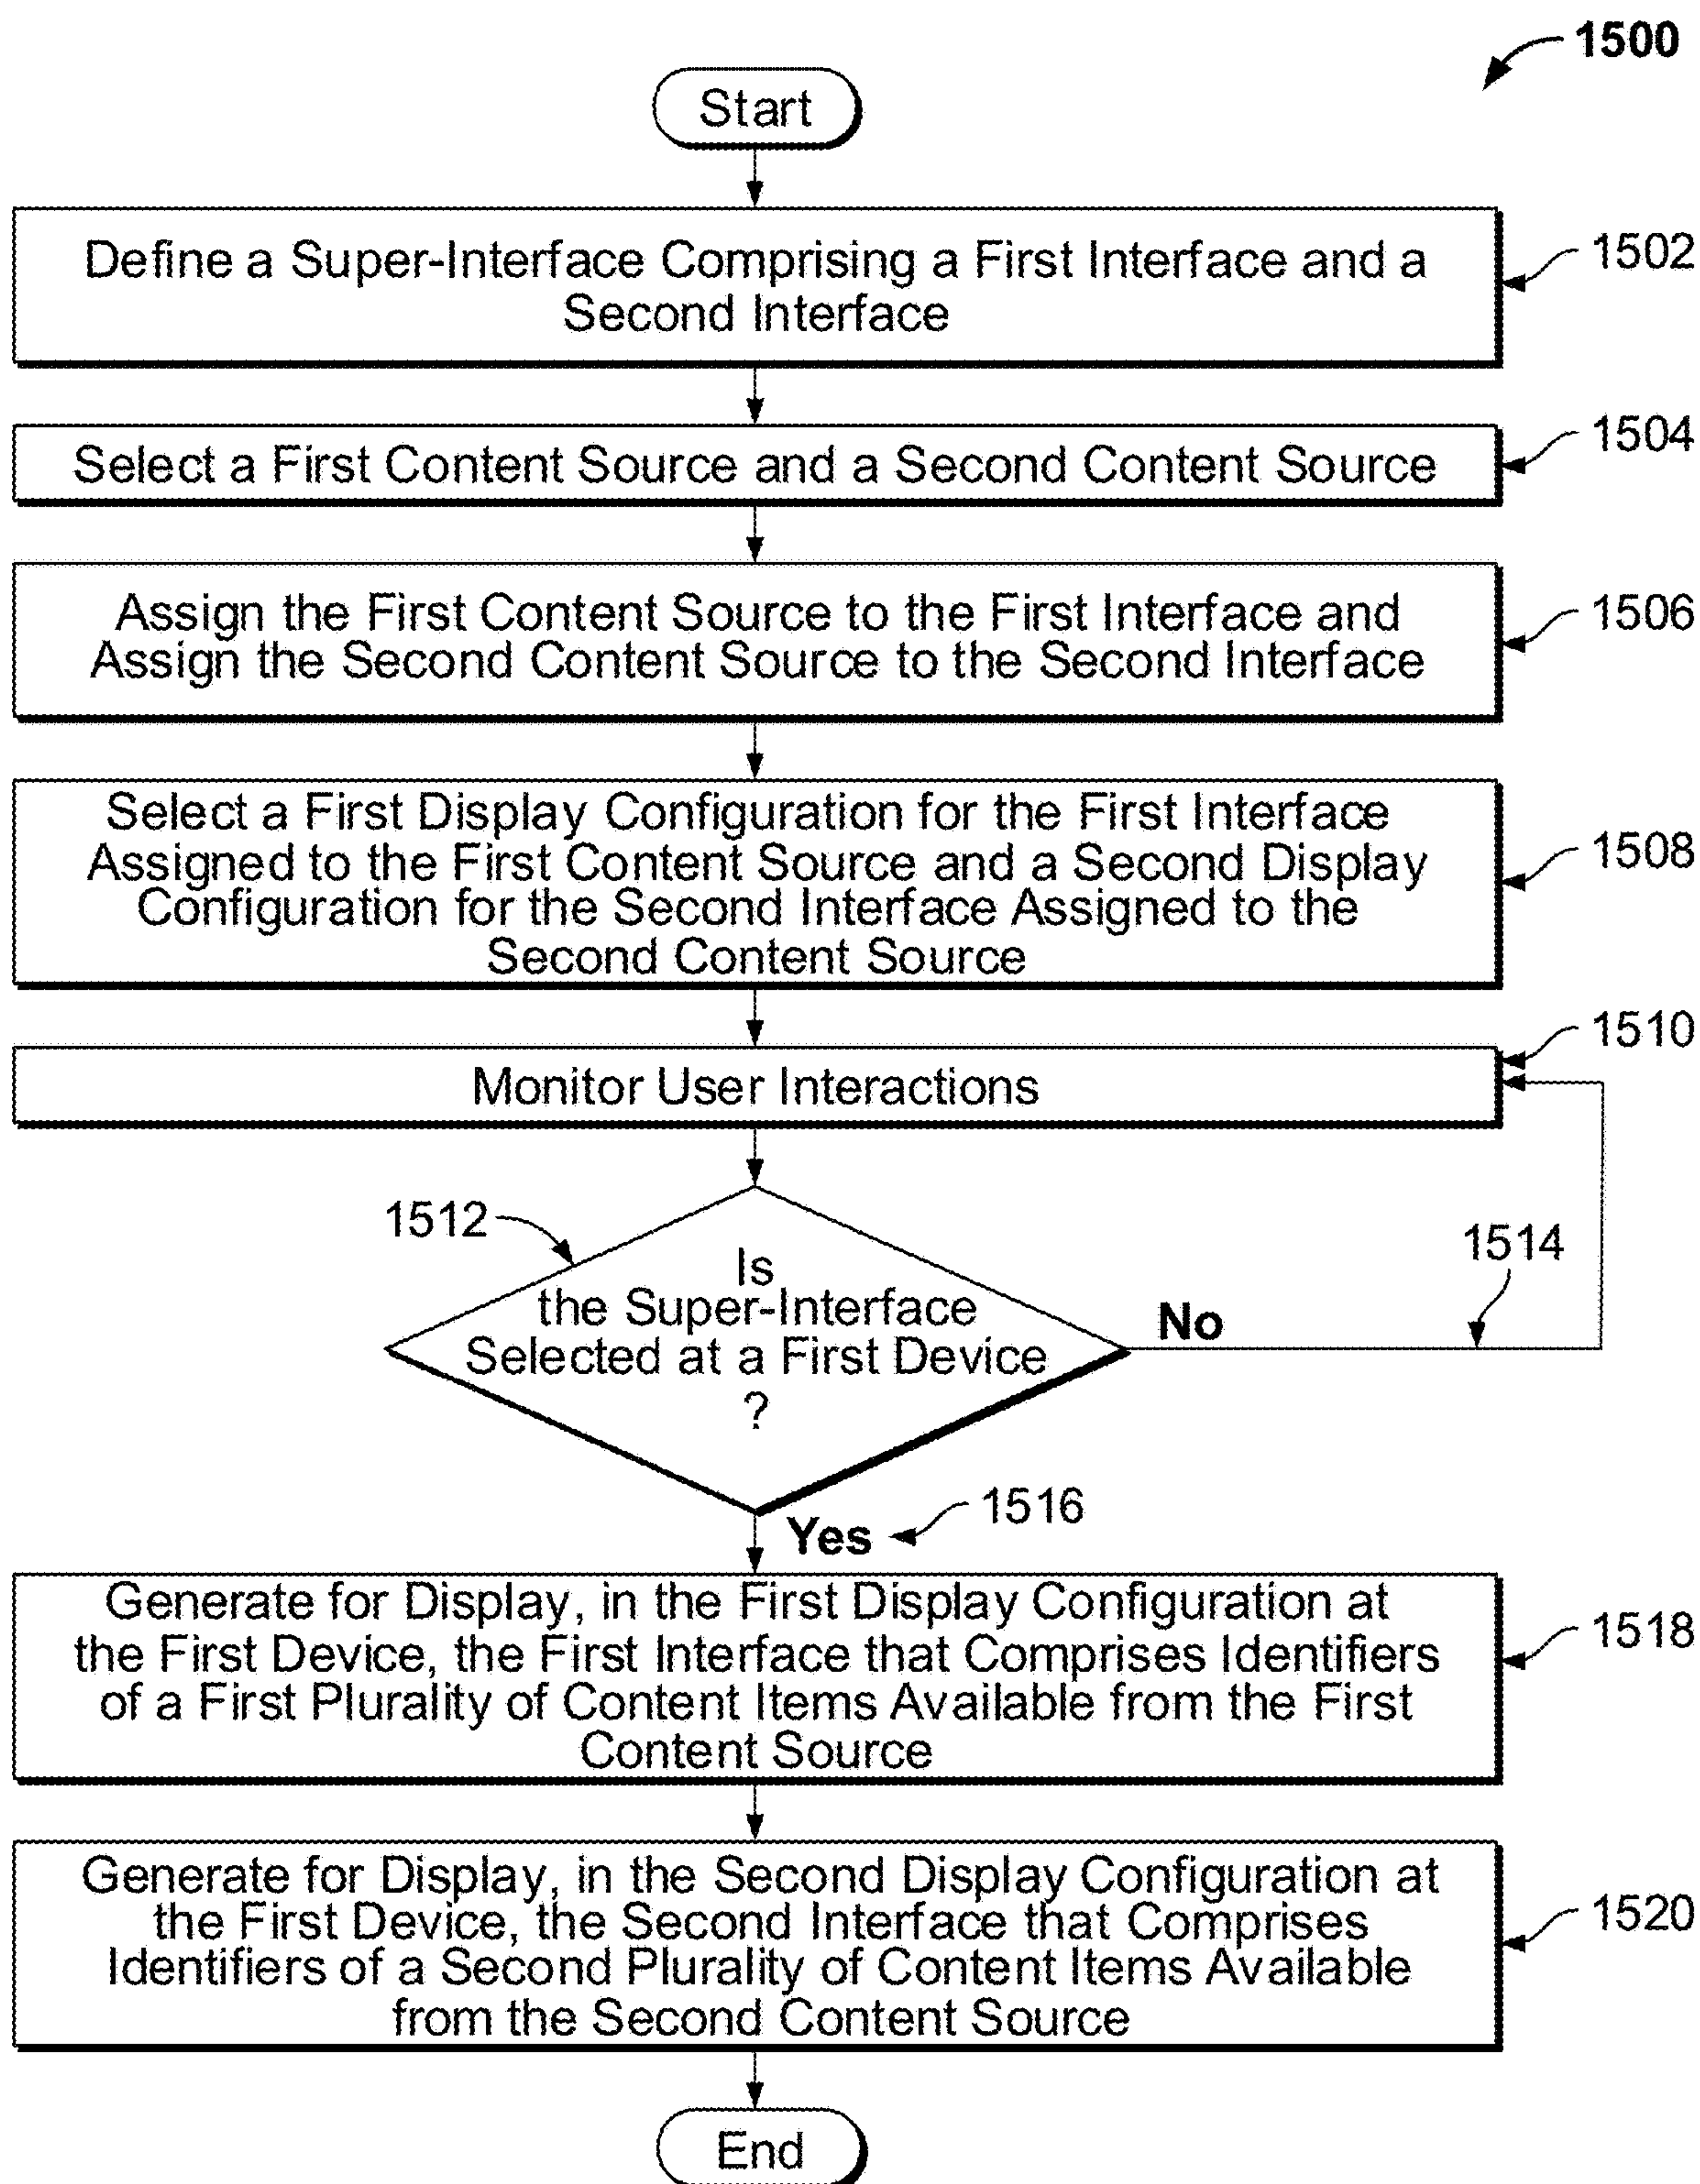 1500
Start
Define a Super-Interface Comprising a First Interface and a
Second Interface
1502
Select a First Content Source and a Second Content Source
1504
Assign the First Content Source to the First Interface and
Assign the Second Content Source to the Second Interface
1506
Select a First Display Configuration for the First Interface
Assigned to the First Content Source and a Second Display
Configuration for the Second Interface Assigned to the
Second Content Source
1508
Monitor User Interactions
1510
1512
Is
the Super-Interface
Selected at a First Device
?
No
1514
Yes
1516
Generate for Display, in the First Display Configuration at
the First Device, the First Interface that Comprises Identifiers
of a First Plurality of Content Items Available from the First
Content Source
1518
Generate for Display, in the Second Display Configuration at
the First Device, the Second Interface that Comprises
Identifiers of a Second Plurality of Content Items Available
from the Second Content Source
1520
End